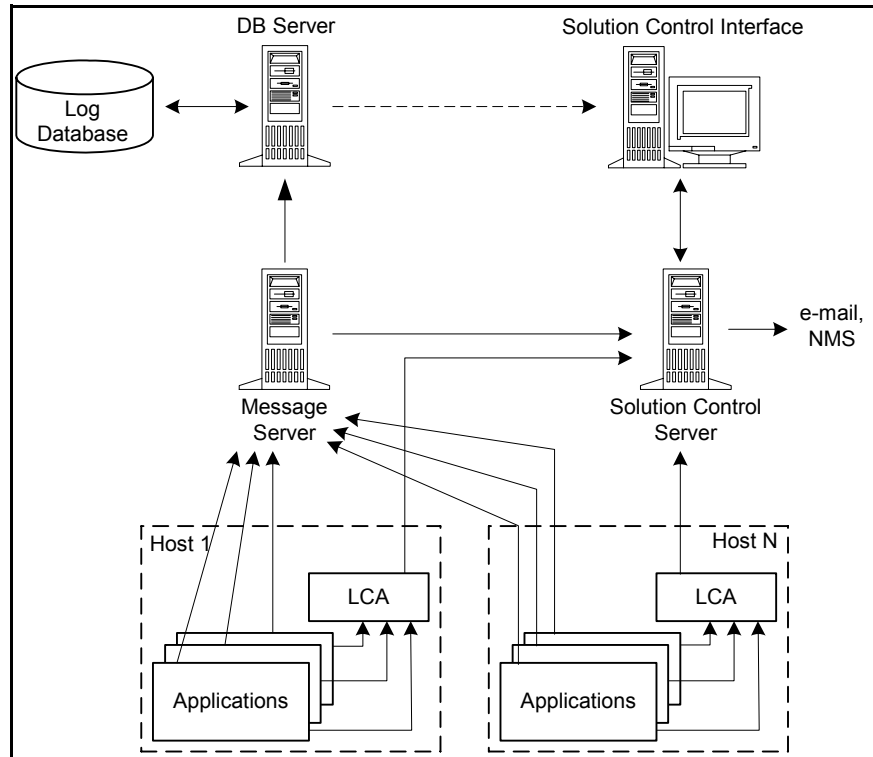 DB Server
Solution Control Interface
Log
Database
e-mail,
NMS
Message
Server
Solution Control
Server
Host 1
Host N
LCA
LCA
Applications
Applications